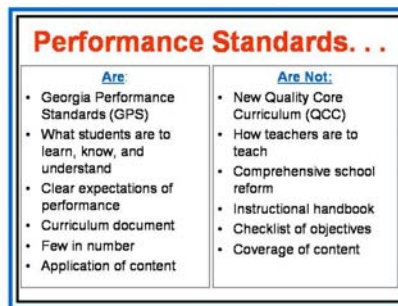 Performance Standards. . .
Are:
• Georgia Performance
Standards (GPS)
• What students are to
learn, know, and
understand
• Clear expectations of
performance
• Curriculum document
• Few in number
• Application of content
Are Not:
• New Quality Core
Curriculum (QCC)
• How teachers are to
teach
• Comprehensive school
reform
• Instructional handbook
• Checklist of objectives
• Coverage of content